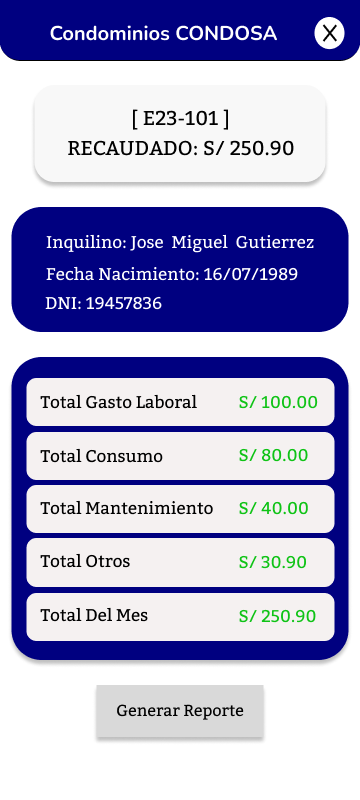 Condominios CONDOSA X
[ E23-101 ]
RECAUDADO: S/ 250.90
Inquilino: Jose Miguel Gutierrez
Fecha Nacimiento: 16/07/1989
DNI: 19457836
Total Gasto Laboral S/ 100.00
Total Consumo S/ 80.00
Total Mantenimiento S/ 40.00
Total Otros S/ 30.90
Total Del Mes S/ 250.90
Generar Reporte